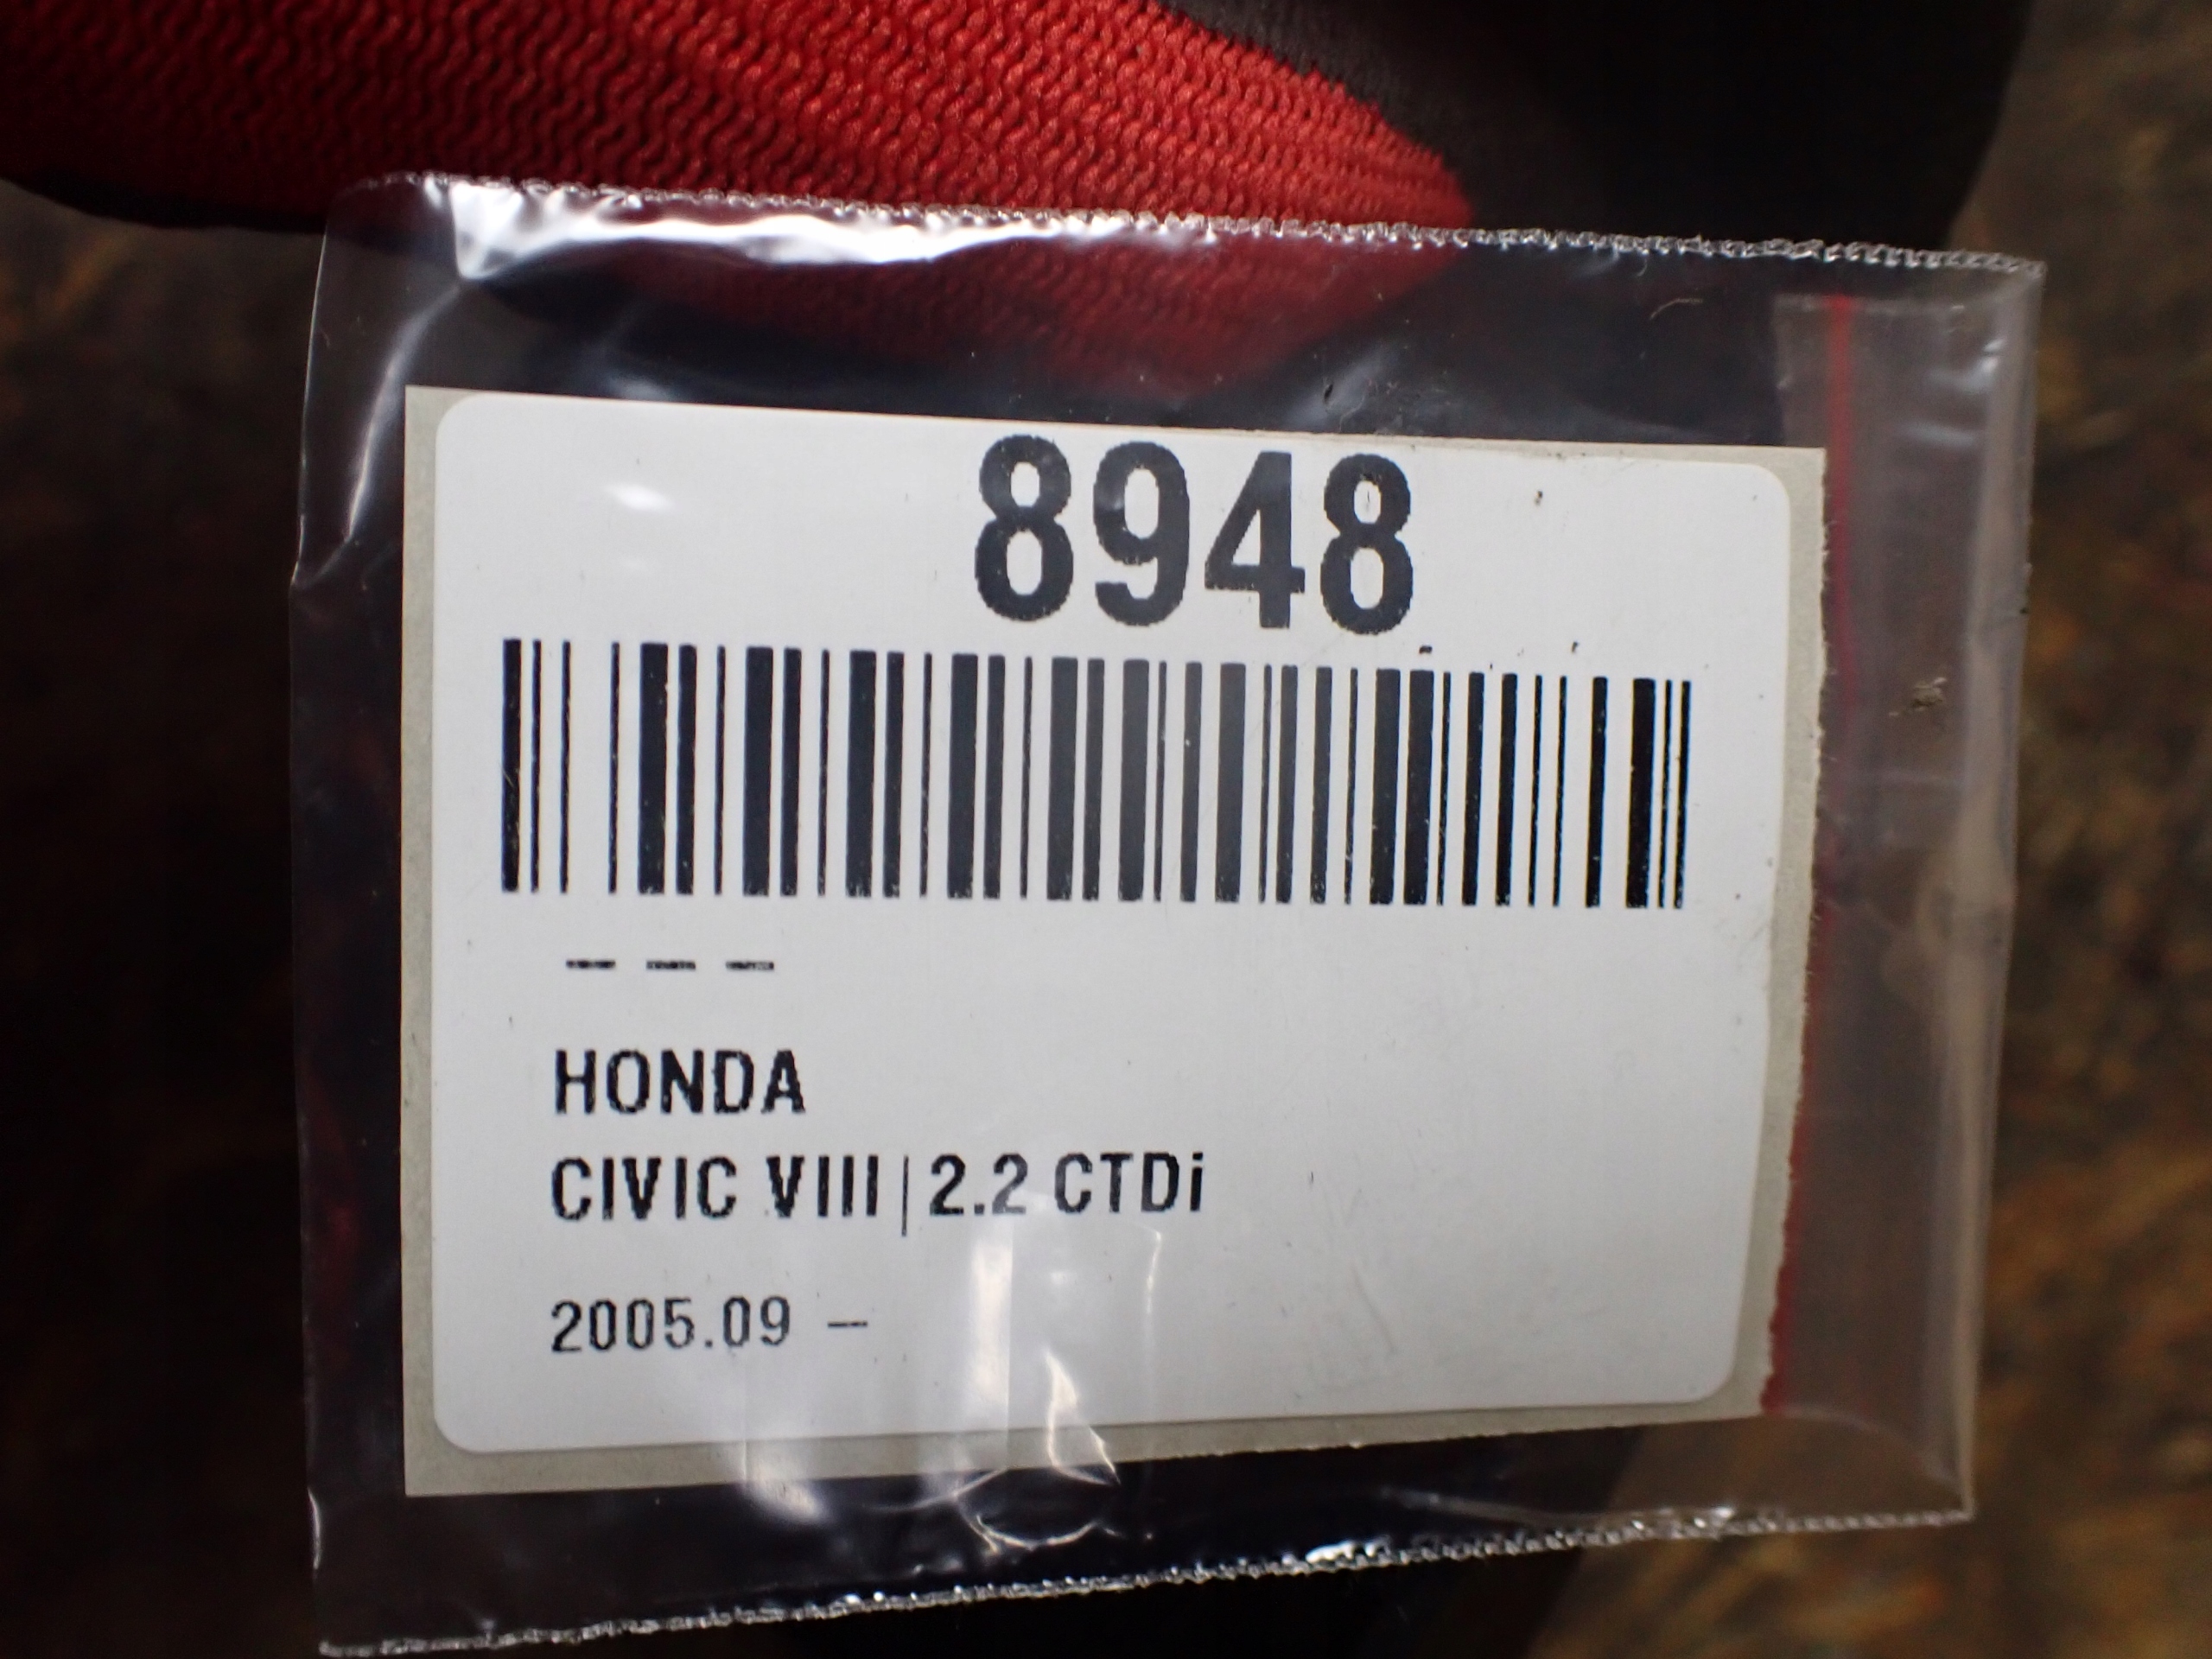 8948
– – –
HONDA
CIVIC VIII|2.2 CTDi
2005.09 –